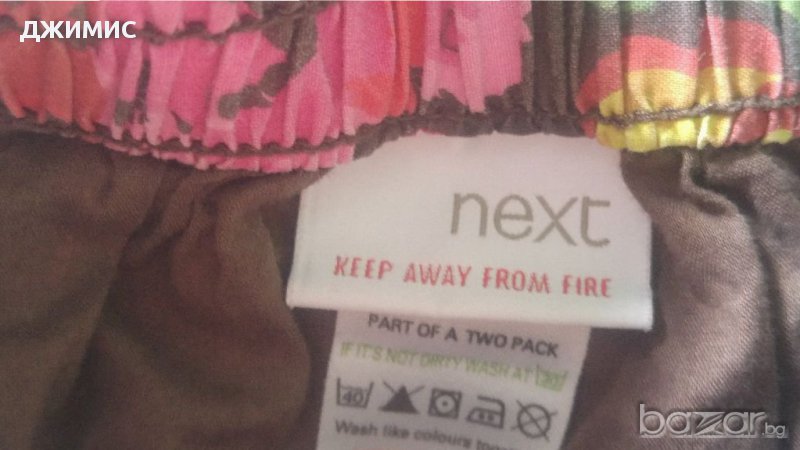 ДЖИМИС
next
KEEP AWAY FROM FIRE
PART OF A TWO PACK
IF IT'S NOT DIRTY WASH AT 30
40
Wash like colours
bazar.bg